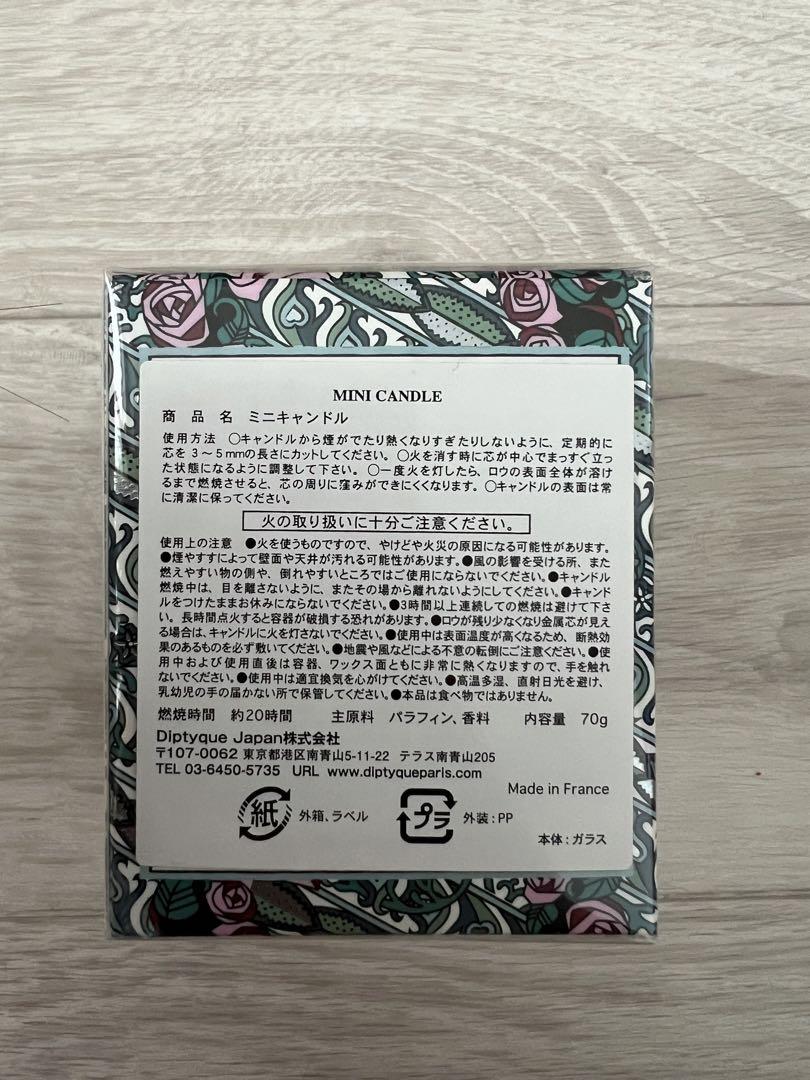 MINI CANDLE
商 品 名 ミニキャンドル
使用方法 ○キャンドルから煙がでたり熱くなりすぎたりしないように、定期的に
芯を3〜5mmの長さにカットしてください。○火を消す時に芯が中心でまっすぐ立っ
た状態になるように調整して下さい。○一度火を灯したら、ロウの表面全体が溶け
るまで燃焼させると、芯の周りに窪みができにくくなります。○キャンドルの表面は常
に清潔に保ってください。
火の取り扱いに十分ご注意ください。
使用上の注意 ●火を使うものですので、やけどや火災の原因になる可能性があります。
●煙やすすによって壁面や天井が汚れる可能性があります。●風の影響を受ける所、また
燃えやすい物の側や、倒れやすいところではご使用にならないでください。●キャンドル
燃焼中は、目を離さないように、またその場から離れないようにしてください。●キャンド
ルをつけたままお休みにならないでください。●3時間以上連続しての燃焼は避けて下さ
い。長時間点火すると容器が破損する恐れがあります。●ロウが残り少なくなり金属芯が見え
る場合は、キャンドルに火を灯さないでください。●使用中は表面温度が高くなるため、断熱効
果のあるものを必ず敷いてください。●地震や風などによる不意の転倒にご注意ください。●使
用中および使用直後は容器、ワックス面ともに非常に熱くなりますので、手を触れ
ないでください。●使用中は適宜換気を心がけてください。●高温多湿、直射日光を避け、
乳幼児の手の届かない所で保管してください。●本品は食べ物ではありません。
燃焼時間 約20時間 主原料 パラフィン、香料 内容量 70g
Diptyque Japan株式会社
〒107-0062 東京都港区南青山5-11-22 テラス南青山205
TEL 03-6450-5735 URL www.diptyqueparis.com
Made in France
紙 外箱、ラベル プラ 外装:PP
本体:ガラス